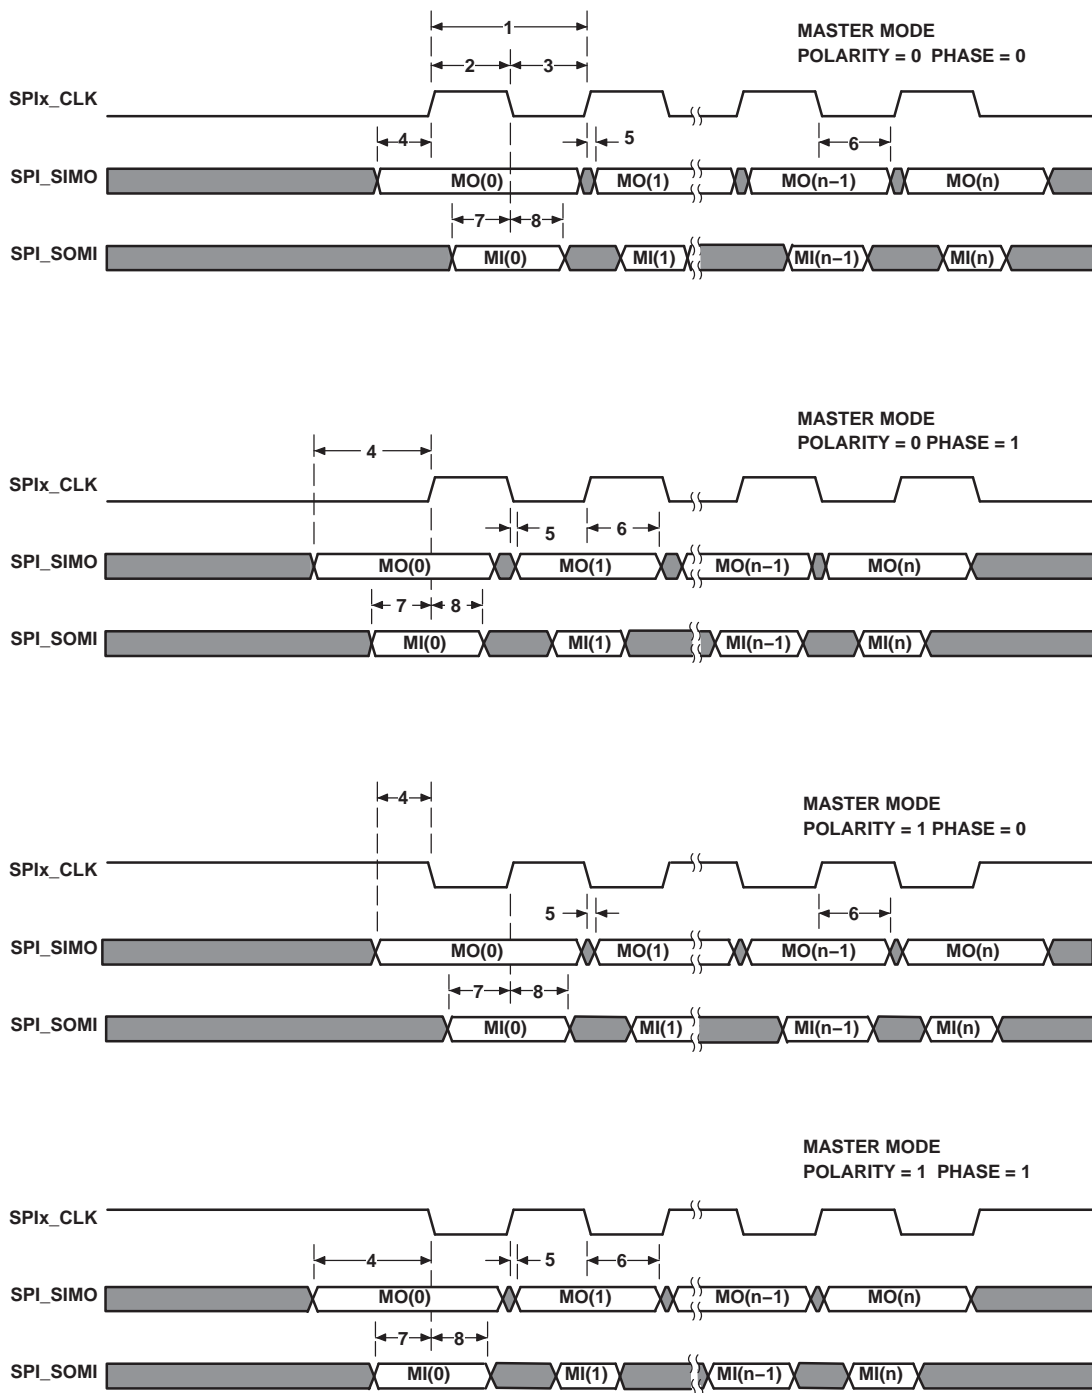 1
MASTER MODE
POLARITY = 0 PHASE = 0
2 3
SPIx_CLK
4 5 6
SPI_SIMO MO(0) MO(1) MO(n−1) MO(n)
7 8
SPI_SOMI MI(0) MI(1) MI(n−1) MI(n)
MASTER MODE
POLARITY = 0 PHASE = 1
4
SPIx_CLK
5 6
SPI_SIMO MO(0) MO(1) MO(n−1) MO(n)
7 8
SPI_SOMI MI(0) MI(1) MI(n−1) MI(n)
4
MASTER MODE
POLARITY = 1 PHASE = 0
SPIx_CLK
5 6
SPI_SIMO MO(0) MO(1) MO(n−1) MO(n)
7 8
SPI_SOMI MI(0) MI(1) MI(n−1) MI(n)
MASTER MODE
POLARITY = 1 PHASE = 1
SPIx_CLK
4 5 6
SPI_SIMO MO(0) MO(1) MO(n−1) MO(n)
7 8
SPI_SOMI MI(0) MI(1) MI(n−1) MI(n)